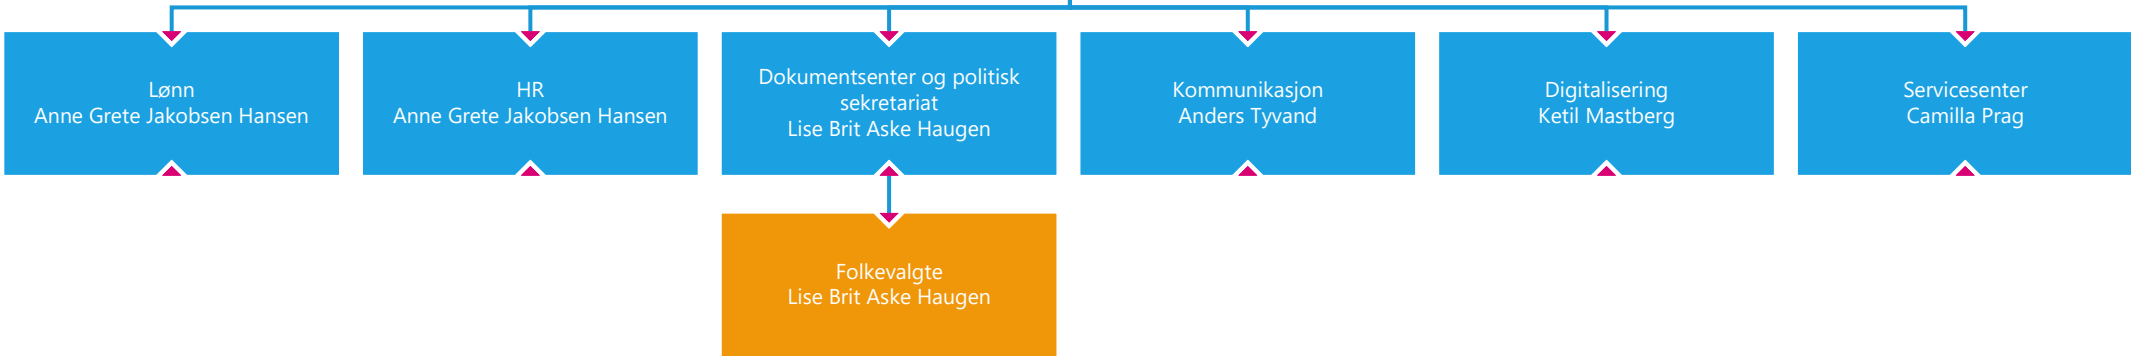 Lønn
Anne Grete Jakobsen Hansen
HR
Anne Grete Jakobsen Hansen
Dokumentsenter og politisk
sekretariat
Lise Brit Aske Haugen
Kommunikasjon
Anders Tyvand
Digitalisering
Ketil Mastberg
Servicesenter
Camilla Prag
Folkevalgte
Lise Brit Aske Haugen